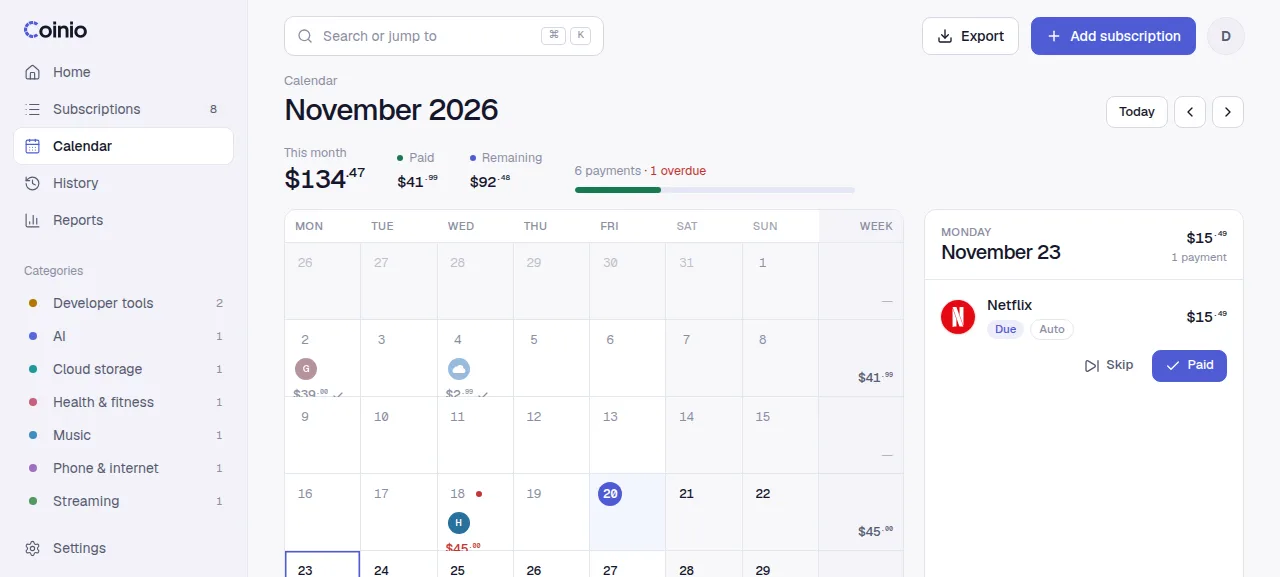 Coinio
Search or jump to ⌘ K
Export
Add subscription
D
Home
Subscriptions 8
Calendar
History
Reports
Categories
Developer tools 2
AI 1
Cloud storage 1
Health & fitness 1
Music 1
Phone & internet 1
Streaming 1
Settings
Calendar
November 2026
Today
This month
$134.47
Paid
$41.99
Remaining
$92.48
6 payments · 1 overdue
MON TUE WED THU FRI SAT SUN WEEK
26 27 28 29 30 31 1 —
2 3 4 5 6 7 8
G
$39.00 $2.99 $41.99
9 10 11 12 13 14 15 —
16 17 18 19 20 21 22
H
$45.00 $45.00
23 24 25 26 27 28 29
MONDAY
November 23
$15.49
1 payment
N
Netflix
Due Auto
$15.49
Skip
Paid